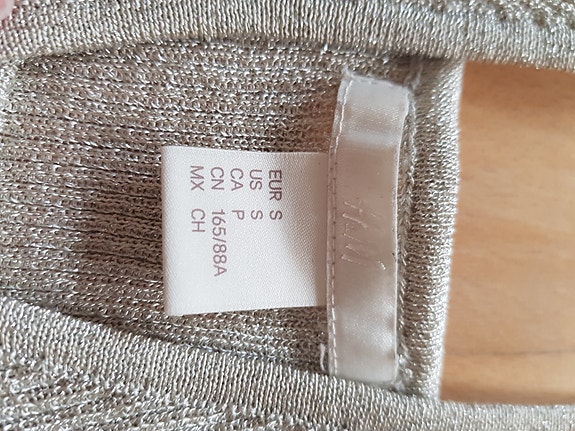 H&M
EUR S
US S
CA P
CN 165/88A
MX CH